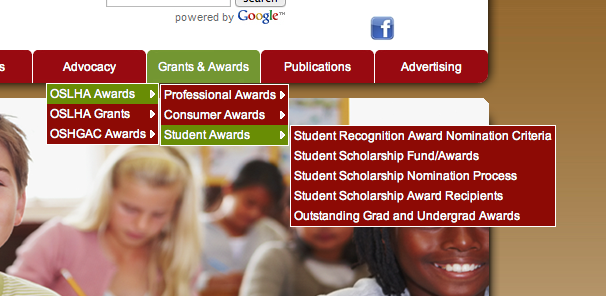 search
powered by Google™
s
Advocacy
Grants & Awards
Publications
Advertising
OSLHA Awards
OSLHA Grants
OSHGAC Awards
Professional Awards
Consumer Awards
Student Awards
Student Recognition Award Nomination Criteria
Student Scholarship Fund/Awards
Student Scholarship Nomination Process
Student Scholarship Award Recipients
Outstanding Grad and Undergrad Awards
f